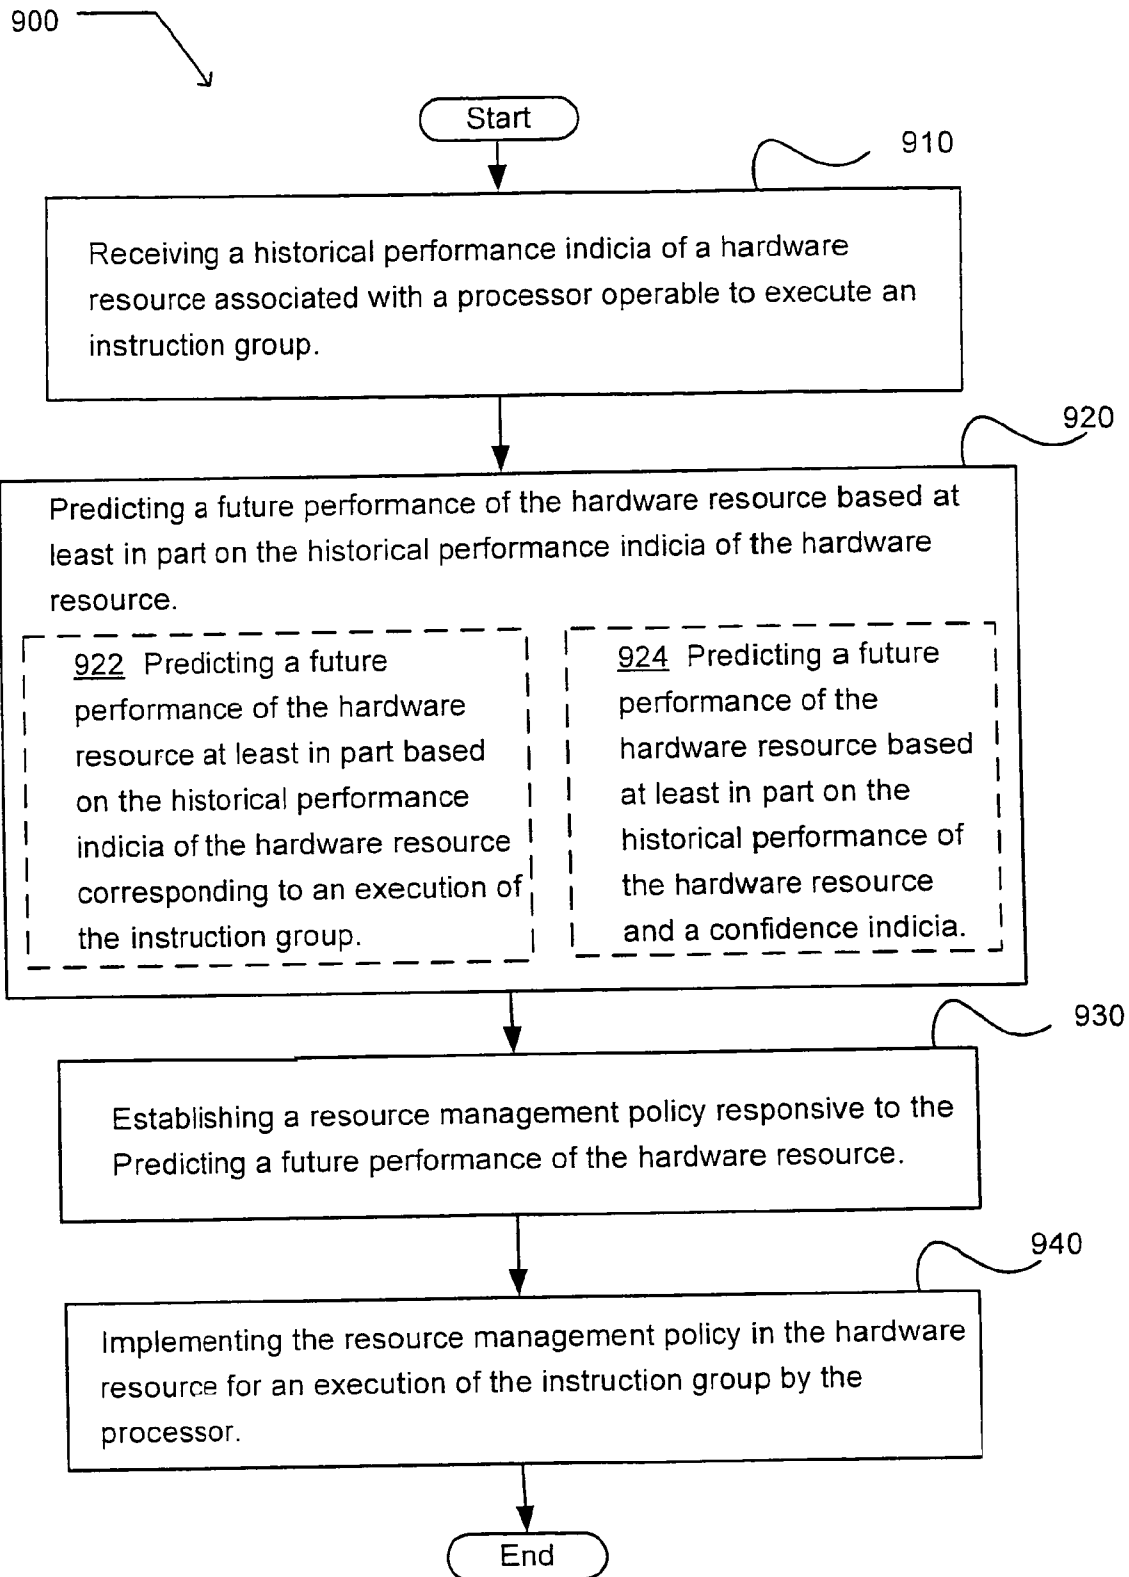 900
Start
910
Receiving a historical performance indicia of a hardware
resource associated with a processor operable to execute an
instruction group.
920
Predicting a future performance of the hardware resource based at
least in part on the historical performance indicia of the hardware
resource.
922 Predicting a future
performance of the hardware
resource at least in part based
on the historical performance
indicia of the hardware resource
corresponding to an execution of
the instruction group.
924 Predicting a future
performance of the
hardware resource based
at least in part on the
historical performance of
the hardware resource
and a confidence indicia.
930
Establishing a resource management policy responsive to the
Predicting a future performance of the hardware resource.
940
Implementing the resource management policy in the hardware
resource for an execution of the instruction group by the
processor.
End